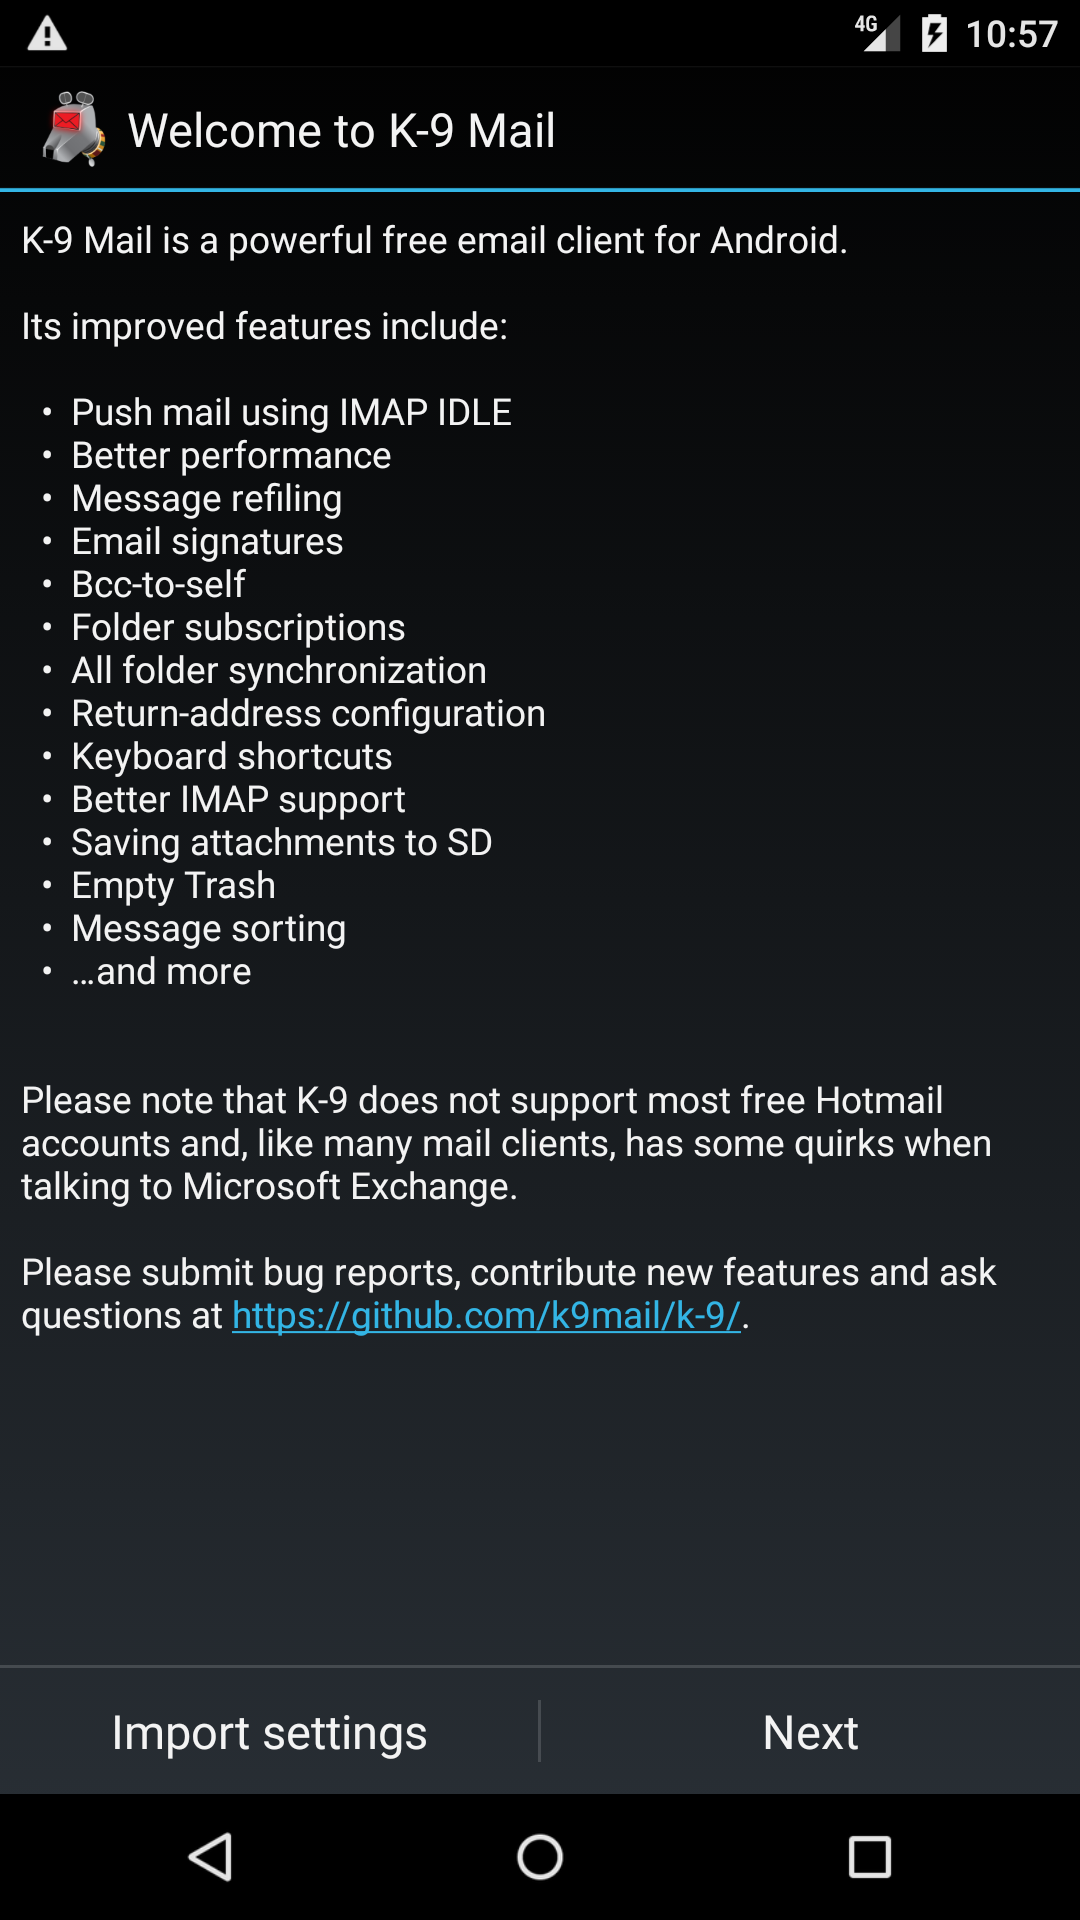 4G 10:57
Welcome to K-9 Mail
K-9 Mail is a powerful free email client for Android.
Its improved features include:
• Push mail using IMAP IDLE
• Better performance
• Message refiling
• Email signatures
• Bcc-to-self
• Folder subscriptions
• All folder synchronization
• Return-address configuration
• Keyboard shortcuts
• Better IMAP support
• Saving attachments to SD
• Empty Trash
• Message sorting
• …and more
Please note that K-9 does not support most free Hotmail
accounts and, like many mail clients, has some quirks when
talking to Microsoft Exchange.
Please submit bug reports, contribute new features and ask
questions at https://github.com/k9mail/k-9/.
Import settings Next